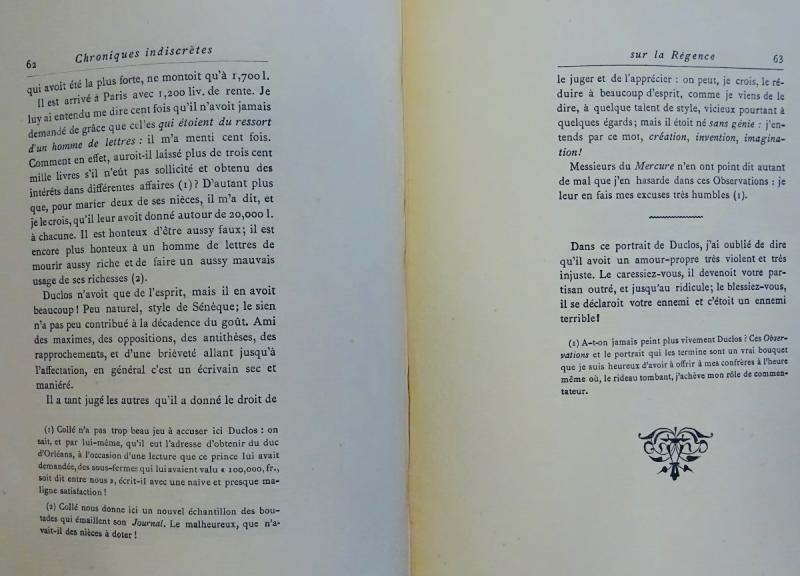 62
Chroniques indiscrètes
qui avoit été la plus forte, ne montoit qu'à 1,700 l.
Il est arrivé à Paris avec 1,200 liv. de rente. Je
luy ai entendu me dire cent fois qu'il n'avoit jamais
demandé de grâce que celles qui étoient du ressort
d'un homme de lettres : il m'a menti cent fois.
Comment en effet, auroit-il laissé plus de trois cent
mille livres s'il n'eût pas sollicité et obtenu des
intérêts dans différentes affaires (1) ? D'autant plus
que, pour marier deux de ses nièces, il m'a dit, et
je le crois, qu'il leur avoit donné autour de 20,000 l.
à chacune. Il est honteux d'être aussy faux; il est
encore plus honteux à un homme de lettres de
mourir aussy riche et de faire un aussy mauvais
usage de ses richesses (2).
Duclos n'avoit que de l'esprit, mais il en avoit
beaucoup! Peu naturel, style de Sénèque; le sien
n'a pas peu contribué à la décadence du goût. Ami
des maximes, des oppositions, des antithèses, des
rapprochements, et d'une brièveté allant jusqu'à
l'affectation, en général c'est un écrivain sec et
maniéré.
Il a tant jugé les autres qu'il a donné le droit de
(1) Collé n'a pas trop beau jeu à accuser ici Duclos : on
sait, et par lui-même, qu'il eut l'adresse d'obtenir du duc
d'Orléans, à l'occasion d'une lecture que ce prince lui avait
demandée, des sous-fermes qui lui avaient valu « 100,000, fr.,
soit dit entre nous », écrit-il avec une naïve et presque ma-
ligne satisfaction !
(2) Collé nous donne ici un nouvel échantillon des bou-
tades qui émaillent son Journal. Le malheureux, que n'a-
vait-il des nièces à doter !
sur la Régence
63
le juger et de l'apprécier : on peut, je crois, le ré-
duire à beaucoup d'esprit, comme je viens de le
dire, à quelque talent de style, vicieux pourtant à
quelques égards; mais il étoit né sans génie : j'en-
tends par ce mot, création, invention, imagina-
tion!
Messieurs du Mercure n'en ont point dit autant
de mal que j'en hasarde dans ces Observations : je
leur en fais mes excuses très humbles (1).
Dans ce portrait de Duclos, j'ai oublié de dire
qu'il avoit un amour-propre très violent et très
injuste. Le caressiez-vous, il devenoit votre par-
tisan outré, et jusqu'au ridicule; le blessiez-vous,
il se déclaroit votre ennemi et c'étoit un ennemi
terrible!
(1) A-t-on jamais peint plus vivement Duclos ? Ces Obser-
vations et le portrait qui les termine sont un vrai bouquet
que je suis heureux d'avoir à offrir à mes confrères à l'heure
même où, le rideau tombant, j'achève mon rôle de commen-
tateur.